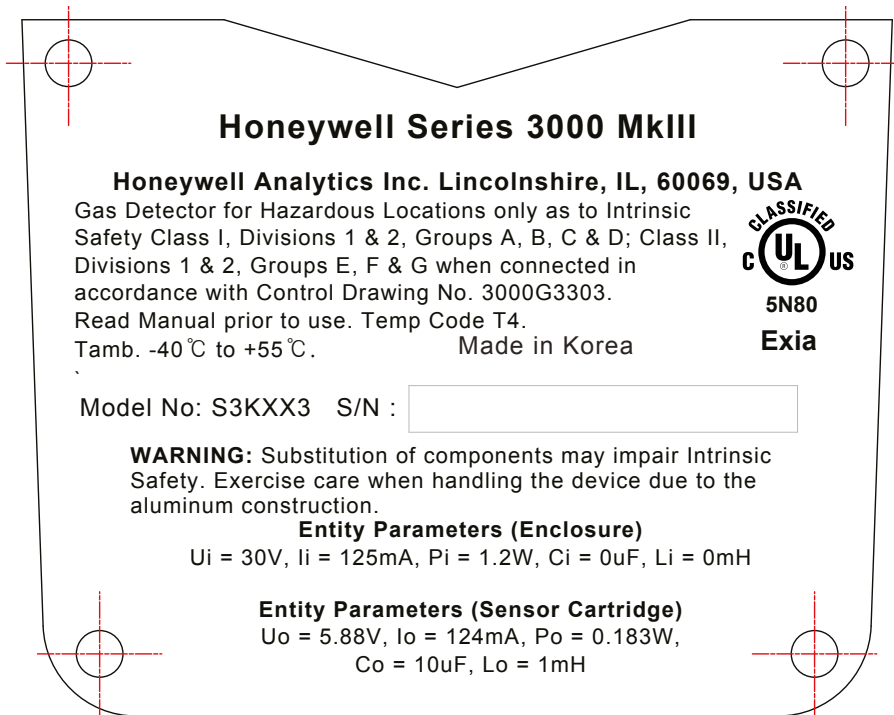 Honeywell Series 3000 MkIII
Honeywell Analytics Inc. Lincolnshire, IL, 60069, USA
Gas Detector for Hazardous Locations only as to Intrinsic
Safety Class I, Divisions 1 & 2, Groups A, B, C & D; Class II,
Divisions 1 & 2, Groups E, F & G when connected in
accordance with Control Drawing No. 3000G3303.
Read Manual prior to use. Temp Code T4.
Tamb. -40℃ to +55℃. Made in Korea
`
CLASSIFIED
C UL ® US
5N80
Exia
Model No: S3KXX3 S/N :
WARNING: Substitution of components may impair Intrinsic
Safety. Exercise care when handling the device due to the
aluminum construction.
Entity Parameters (Enclosure)
Ui = 30V, Ii = 125mA, Pi = 1.2W, Ci = 0uF, Li = 0mH
Entity Parameters (Sensor Cartridge)
Uo = 5.88V, Io = 124mA, Po = 0.183W,
Co = 10uF, Lo = 1mH